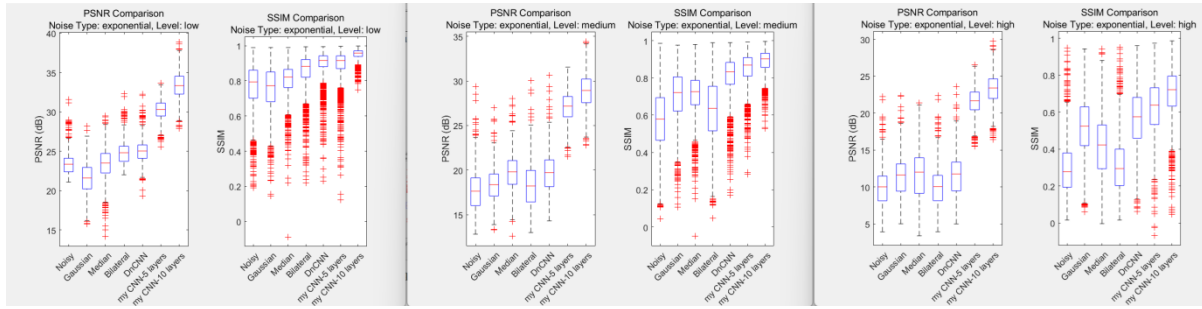 PSNR Comparison
Noise Type: exponential, Level: low
40
35
30
25
20
15
PSNR (dB)
Noisy
Gaussian
Median
Bilateral
DnCNN
my CNN-5 layers
my CNN-10 layers
SSIM Comparison
Noise Type: exponential, Level: low
1
0.8
0.6
0.4
0.2
0
SSIM
Noisy
Gaussian
Median
Bilateral
DnCNN
my CNN-5 layers
my CNN-10 layers
PSNR Comparison
Noise Type: exponential, Level: medium
35
30
25
20
15
PSNR (dB)
Noisy
Gaussian
Median
Bilateral
DnCNN
my CNN-5 layers
my CNN-10 layers
SSIM Comparison
Noise Type: exponential, Level: medium
1
0.8
0.6
0.4
0.2
0
SSIM
Noisy
Gaussian
Median
Bilateral
DnCNN
my CNN-5 layers
my CNN-10 layers
PSNR Comparison
Noise Type: exponential, Level: high
30
25
20
15
10
5
PSNR (dB)
Noisy
Gaussian
Median
Bilateral
DnCNN
my CNN-5 layers
my CNN-10 layers
SSIM Comparison
Noise Type: exponential, Level: high
1
0.8
0.6
0.4
0.2
0
SSIM
Noisy
Gaussian
Median
Bilateral
DnCNN
my CNN-5 layers
my CNN-10 layers